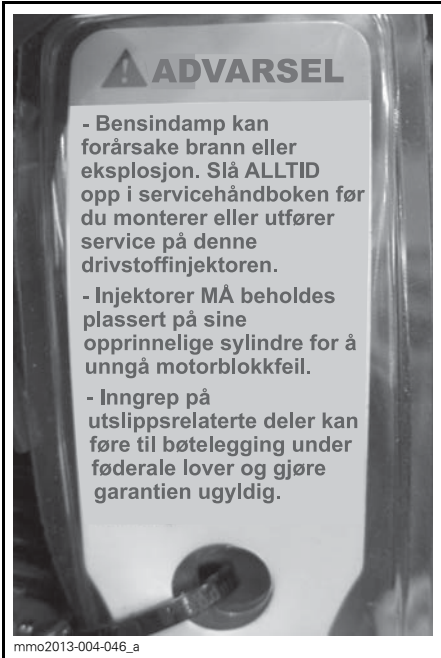 ADVARSEL
- Bensindamp kan
forårsake brann eller
eksplosjon. Slå ALLTID
opp i servicehåndboken før
du monterer eller utfører
service på denne
drivstoffinjektoren.
- Injektorer MÅ beholdes
plassert på sine
opprinnelige sylindre for å
unngå motorblokkfeil.
- Inngrep på
utslippsrelaterte deler kan
føre til bøtelegging under
føderale lover og gjøre
garantien ugyldig.
mmo2013-004-046_a